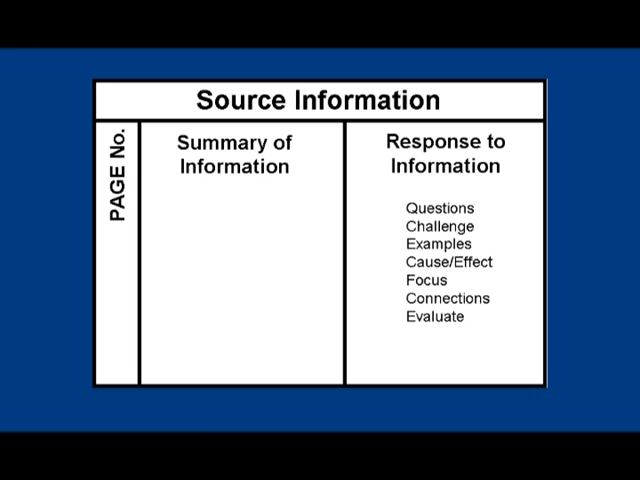 Source Information
PAGE No.
Summary of
Information
Response to
Information
Questions
Challenge
Examples
Cause/Effect
Focus
Connections
Evaluate